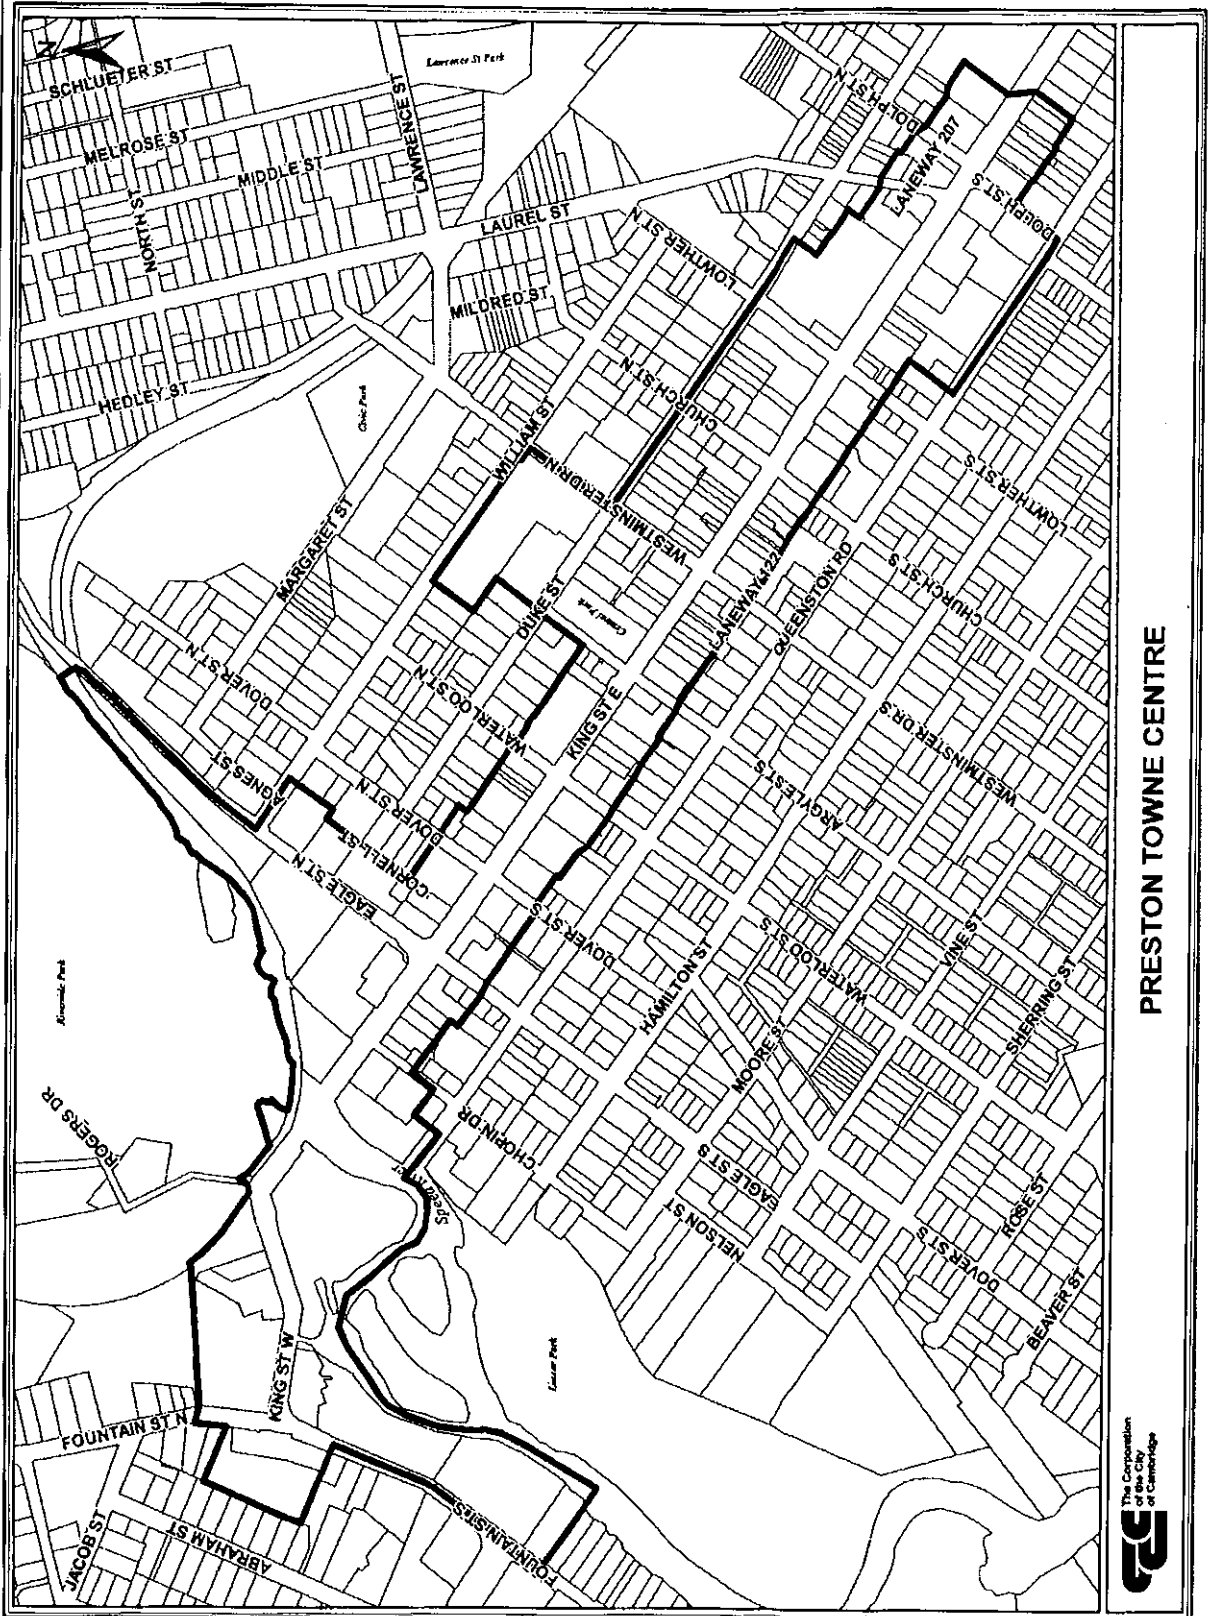 N
SCHLUETER ST
MELROSE ST
MIDDLE ST
NORTH ST
LAWRENCE ST
Lawrence St Park
LAUREL ST
MILDRED ST
HEDLEY ST
Civic Park
DOLPH ST N
LANEWAY 207
DOLPH ST S
LOWTHER ST N
CHURCH ST N
WILLIAM ST
WESTMINSTER DR N
MARGARET ST
DUKE ST
Central Park
LANEWAY 122
QUEENSTON RD
LOWTHER ST S
CHURCH ST S
WESTMINSTER DR S
ARGYLE ST S
DOVER ST N
WATERLOO ST N
KING ST E
AGNES ST
DOVER ST N
CORNELL ST
EAGLE ST N
DOVER ST S
HAMILTON ST
WATERLOO ST S
VINE ST
SHERRING ST
MOORE ST
Riverside Park
ROGERS DR
CHOPIN DR
Speed River
EAGLE ST S
NELSON ST
ROSE ST
DOVER ST S
BEAVER ST
Linear Park
KING ST W
FOUNTAIN ST N
FOUNTAIN ST S
JACOB ST
ABRAHAM ST
PRESTON TOWNE CENTRE
The Corporation
of the City
of Cambridge